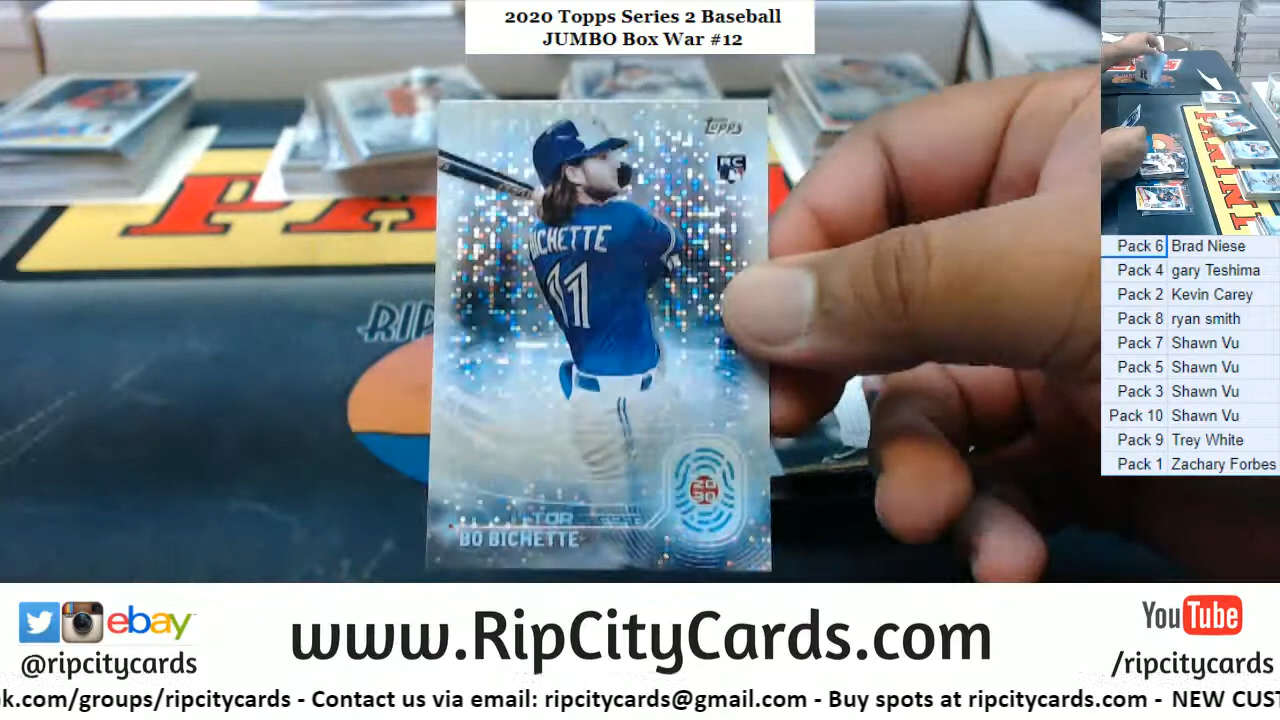 2020 Topps Series 2 Baseball
JUMBO Box War #12
Topps
RC
BICHETTE
11
20
30
BO BICHETTE
RIP
Pack 6 Brad Niese
Pack 4 gary Teshima
Pack 2 Kevin Carey
Pack 8 ryan smith
Pack 7 Shawn Vu
Pack 5 Shawn Vu
Pack 3 Shawn Vu
Pack 10 Shawn Vu
Pack 9 Trey White
Pack 1 Zachary Forbes
ebay
@ripcitycards
www.RipCityCards.com
YouTube
/ripcitycards
ok.com/groups/ripcitycards - Contact us via email: ripcitycards@gmail.com - Buy spots at ripcitycards.com - NEW CUST